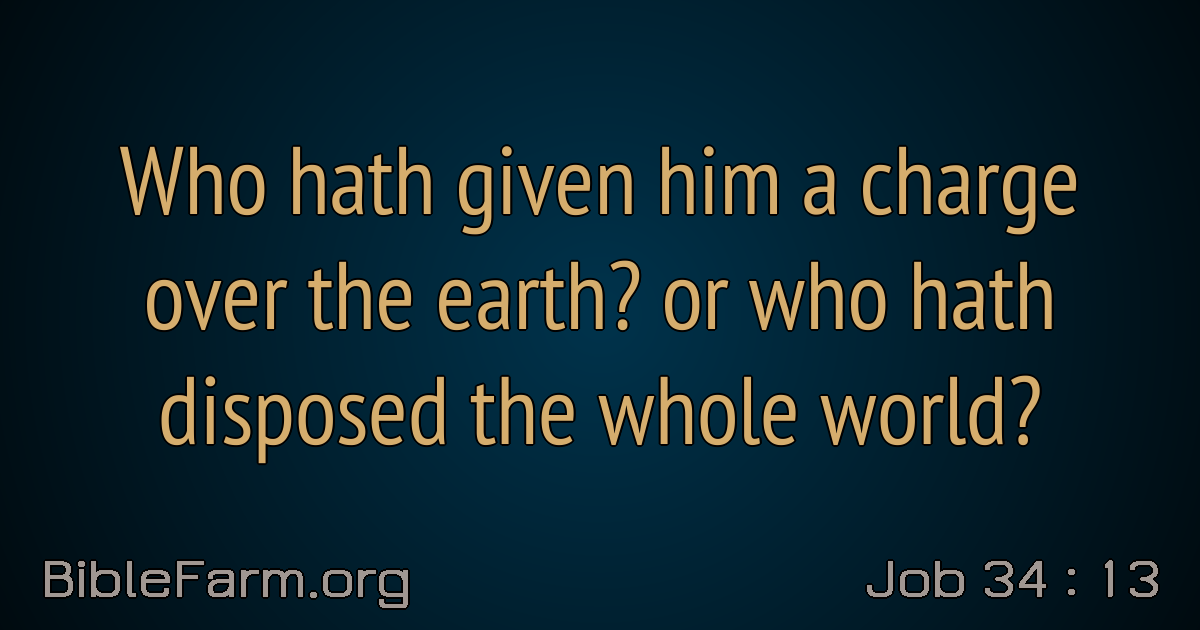 Who hath given him a charge
over the earth? or who hath
disposed the whole world?
BibleFarm.org
Job 34 : 13